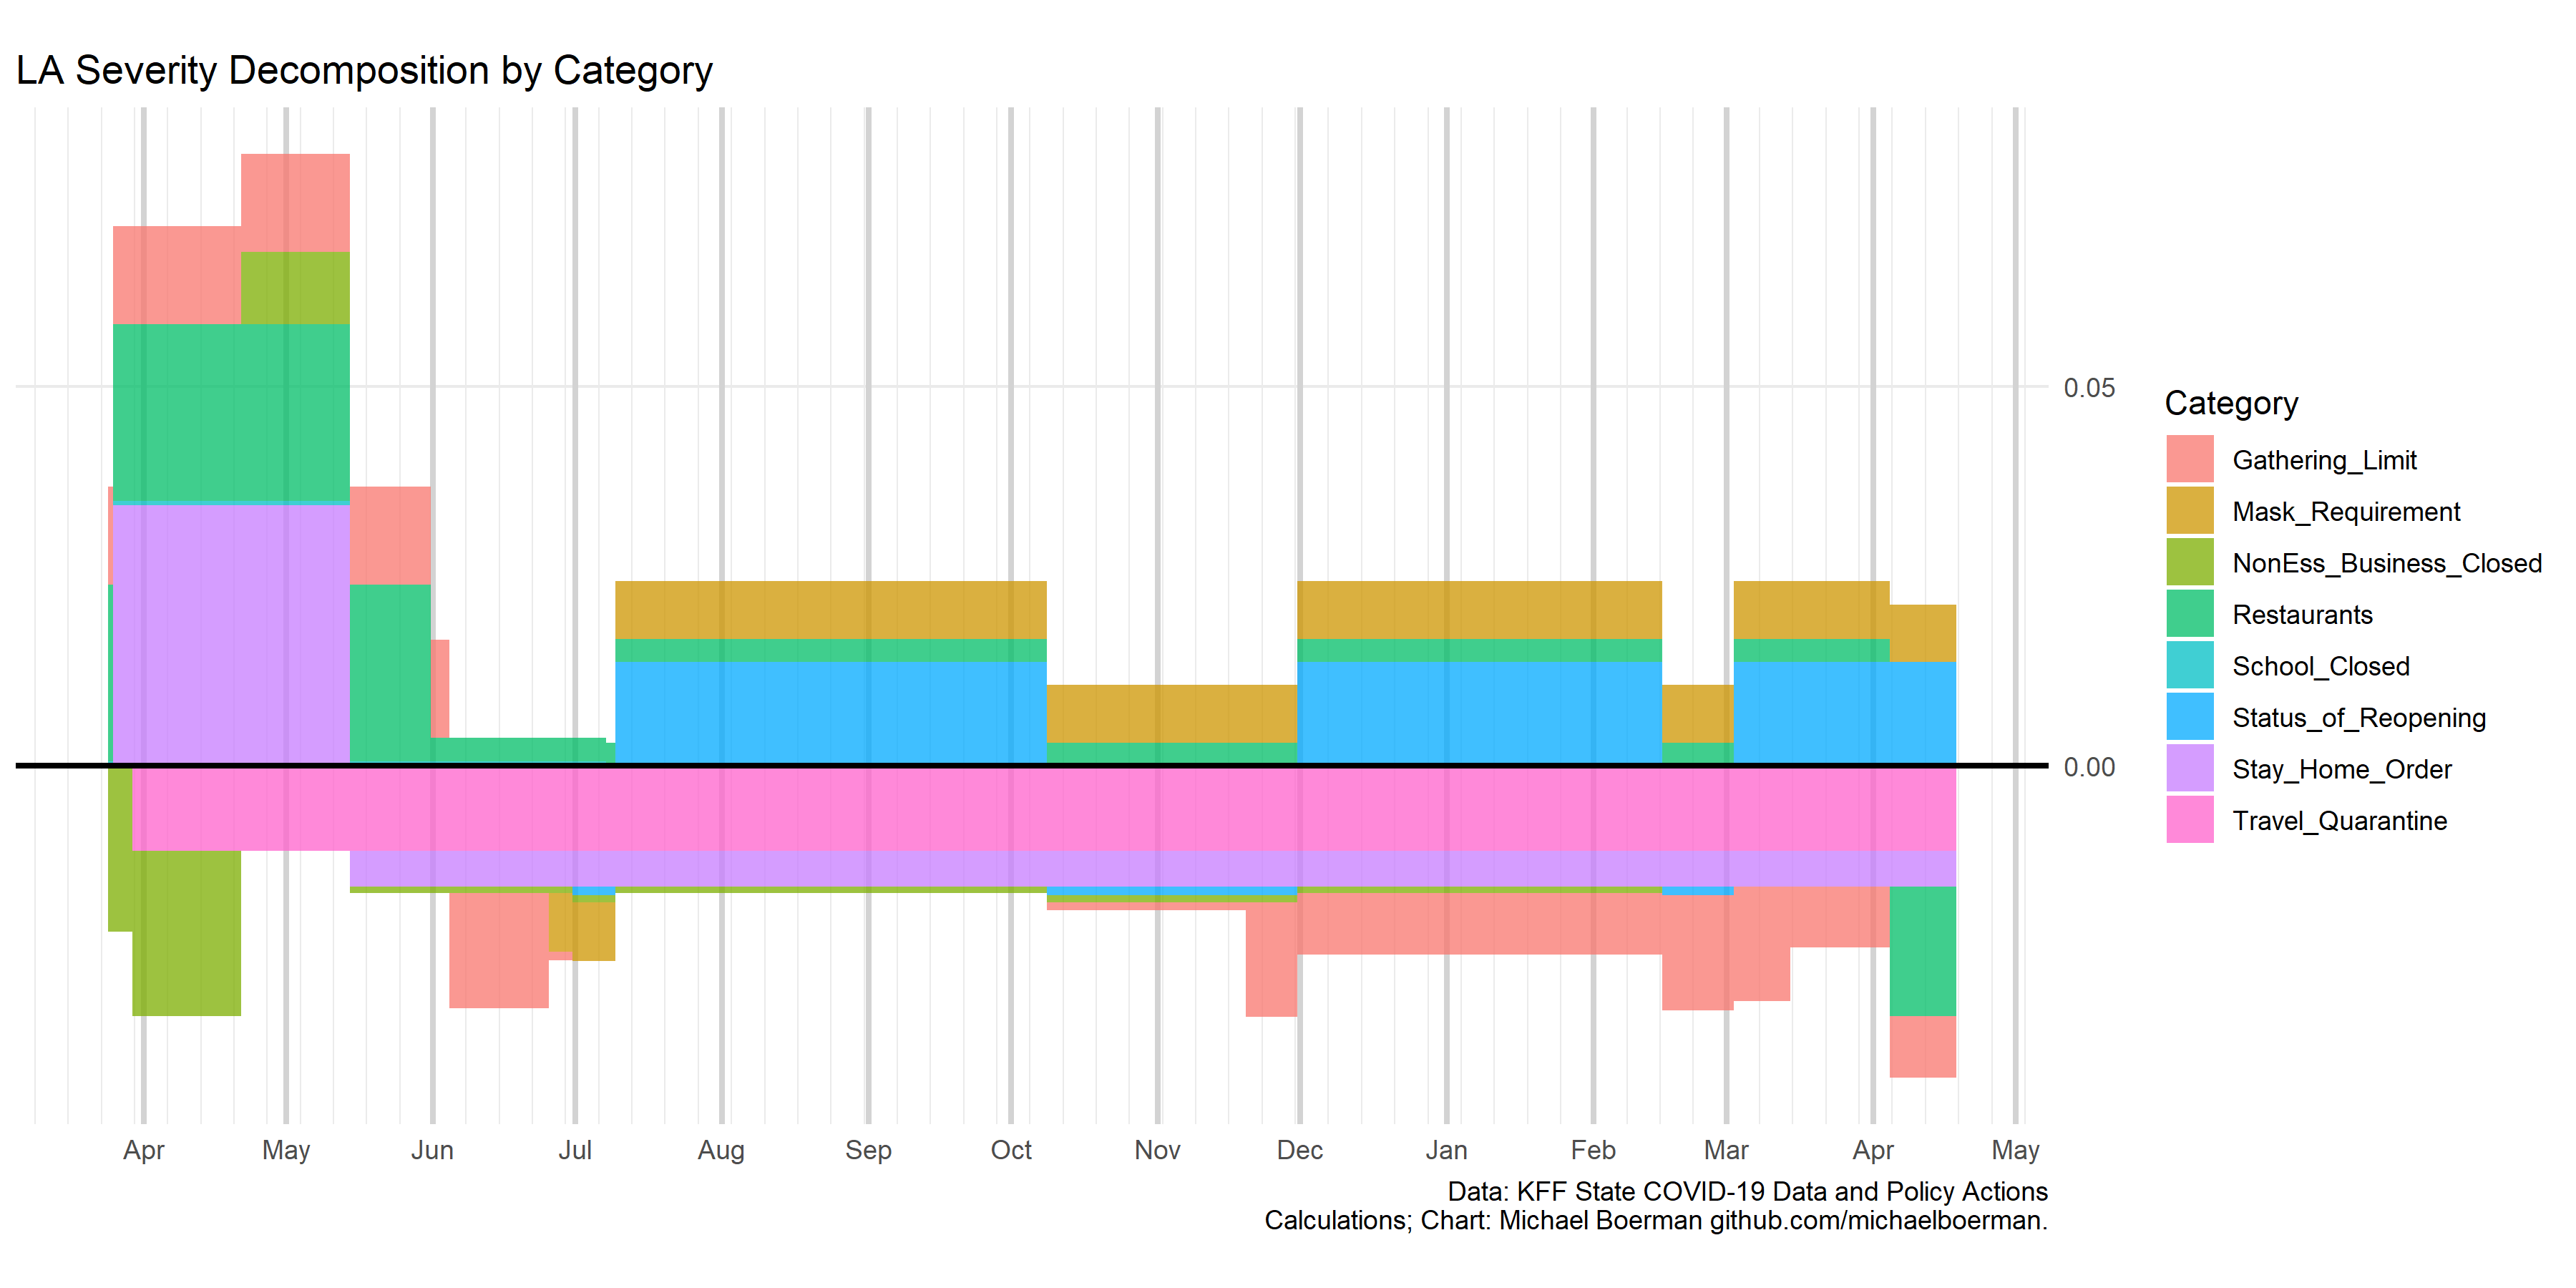 LA Severity Decomposition by Category
0.05
0.00
Category
Gathering_Limit
Mask_Requirement
NonEss_Business_Closed
Restaurants
School_Closed
Status_of_Reopening
Stay_Home_Order
Travel_Quarantine
Apr May Jun Jul Aug Sep Oct Nov Dec Jan Feb Mar Apr May
Data: KFF State COVID-19 Data and Policy Actions
Calculations; Chart: Michael Boerman github.com/michaelboerman.